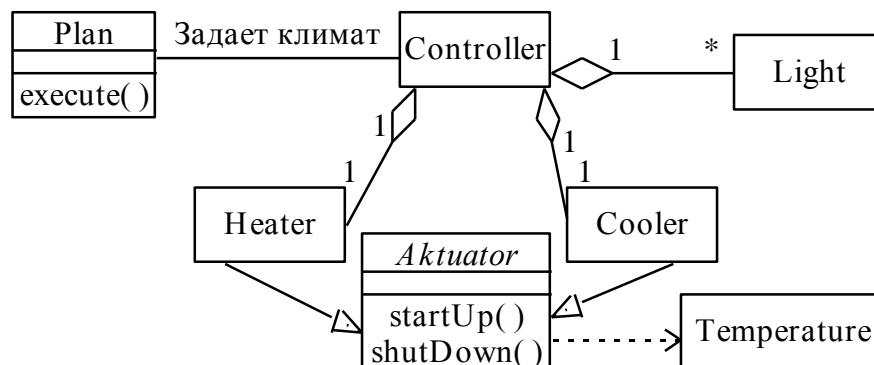 Plan
execute( )
Задает климат
Controller
1
*
Light
1
1
1
1
Heater
Cooler
Aktuator
startUp( )
shutDown( )
Temperature